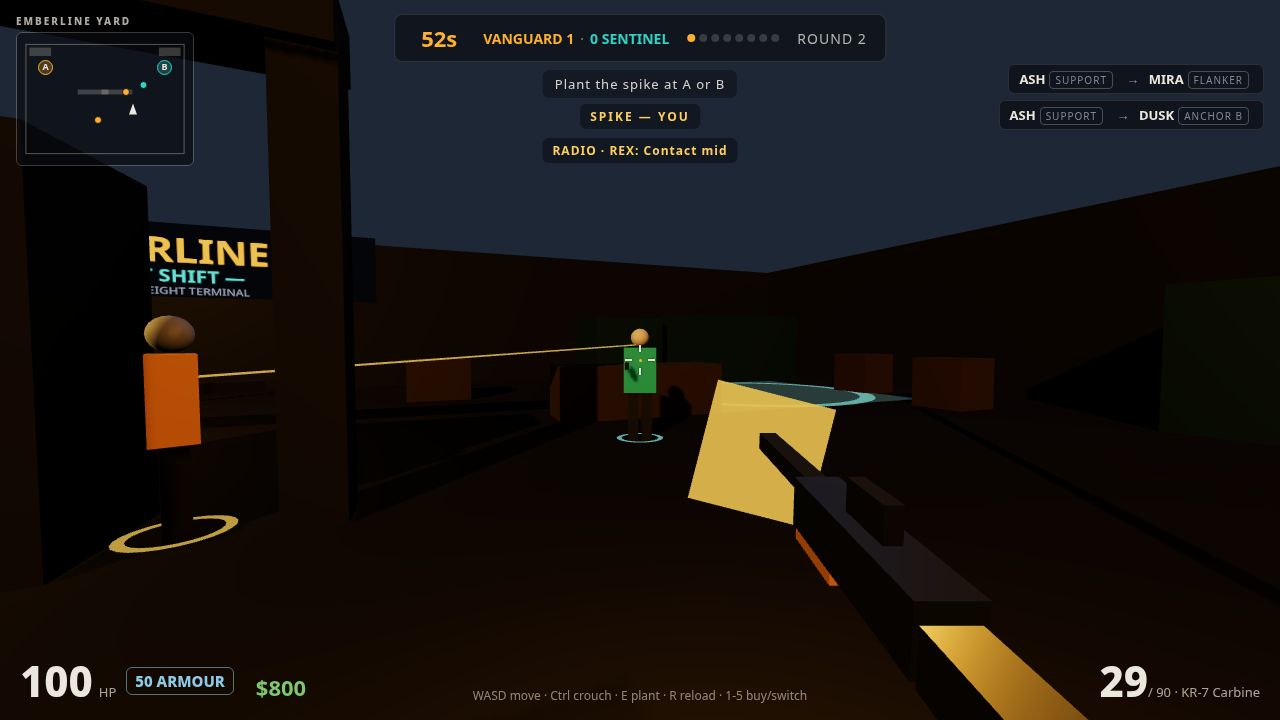 EMBERLINE YARD
A
B
52s VANGUARD 1 · 0 SENTINEL ROUND 2
Plant the spike at A or B
SPIKE — YOU
RADIO · REX: Contact mid
ASH SUPPORT → MIRA FLANKER
ASH SUPPORT → DUSK ANCHOR B
RLINE
SHIFT —
EIGHT TERMINAL
100 HP 50 ARMOUR $800
WASD move · Ctrl crouch · E plant · R reload · 1-5 buy/switch
29 / 90 · KR-7 Carbine